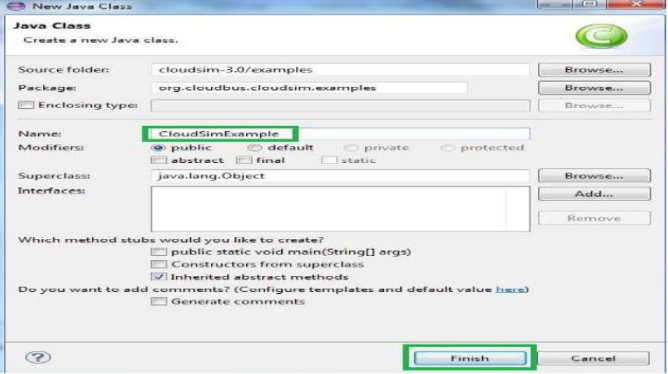 New Java Class
Java Class
Create a new Java class.
Source folder: cloudsim-3.0/examples Browse...
Package: org.cloudbus.cloudsim.examples Browse...
Enclosing type: Browse...
Name: CloudSimExample
Modifiers: public default private protected
abstract final static
Superclass: java.lang.Object Browse...
Interfaces: Add...
Remove
Which method stubs would you like to create?
public static void main(String[] args)
Constructors from superclass
Inherited abstract methods
Do you want to add comments? (Configure templates and default value here)
Generate comments
? Finish Cancel